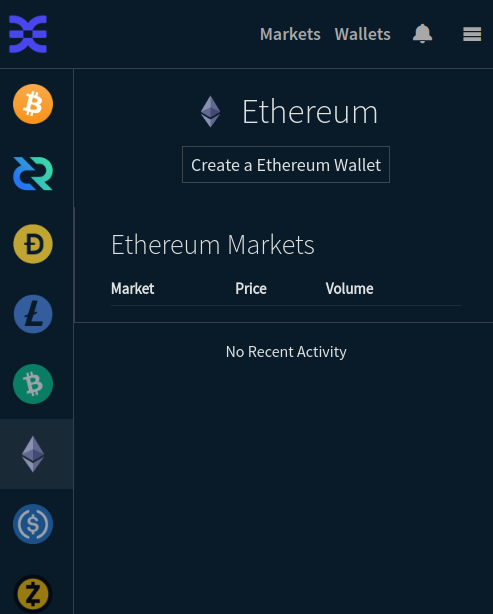 Markets Wallets
Ethereum
Create a Ethereum Wallet
Ethereum Markets
Market Price Volume
No Recent Activity